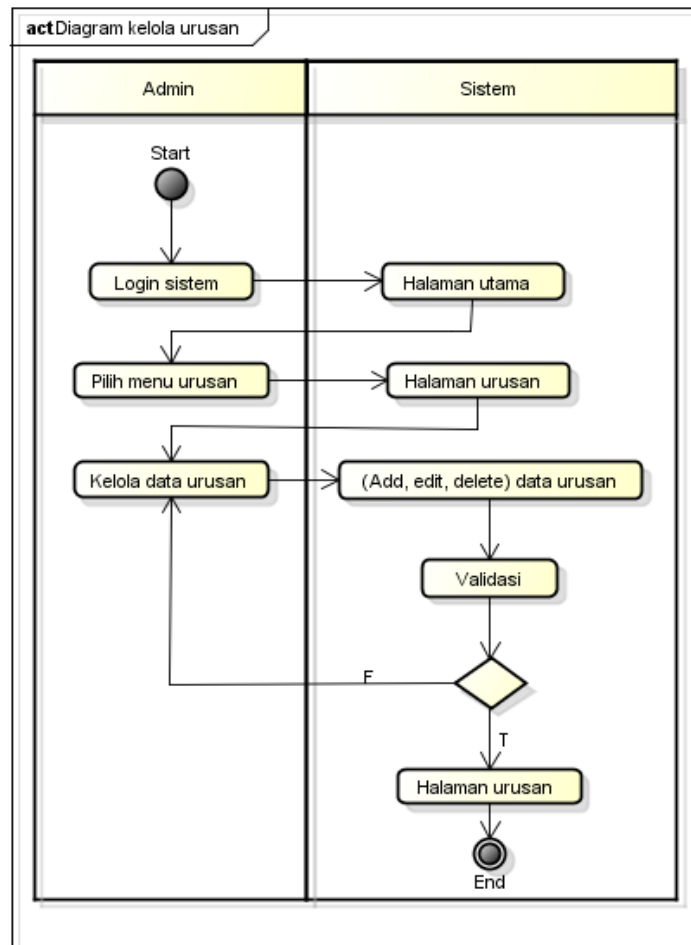 act Diagram kelola urusan
Admin
Sistem
Start
Login sistem
Halaman utama
Pilih menu urusan
Halaman urusan
Kelola data urusan
(Add, edit, delete) data urusan
Validasi
F
T
Halaman urusan
End